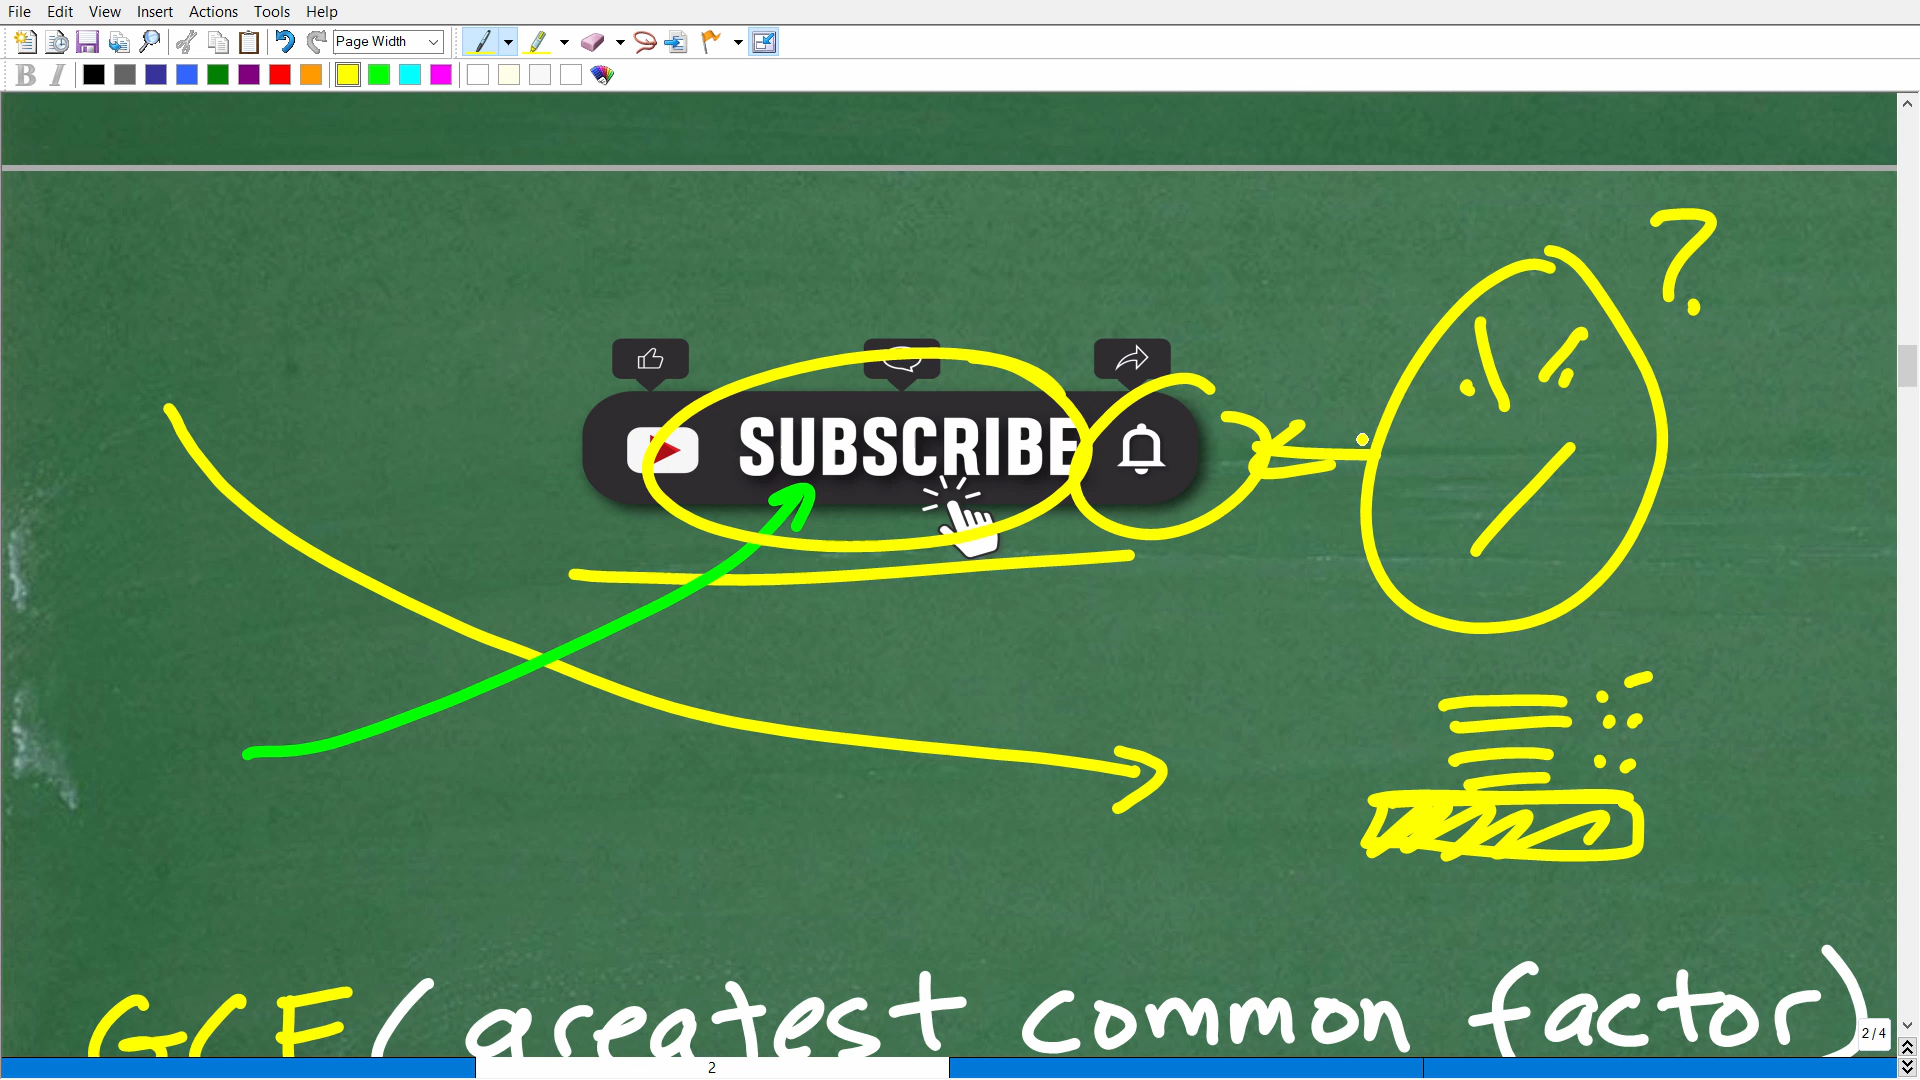 File Edit View Insert Actions Tools Help
Page Width
B I
?
SUBSCRIBE
GCF (greatest common factor)
2 / 4
2